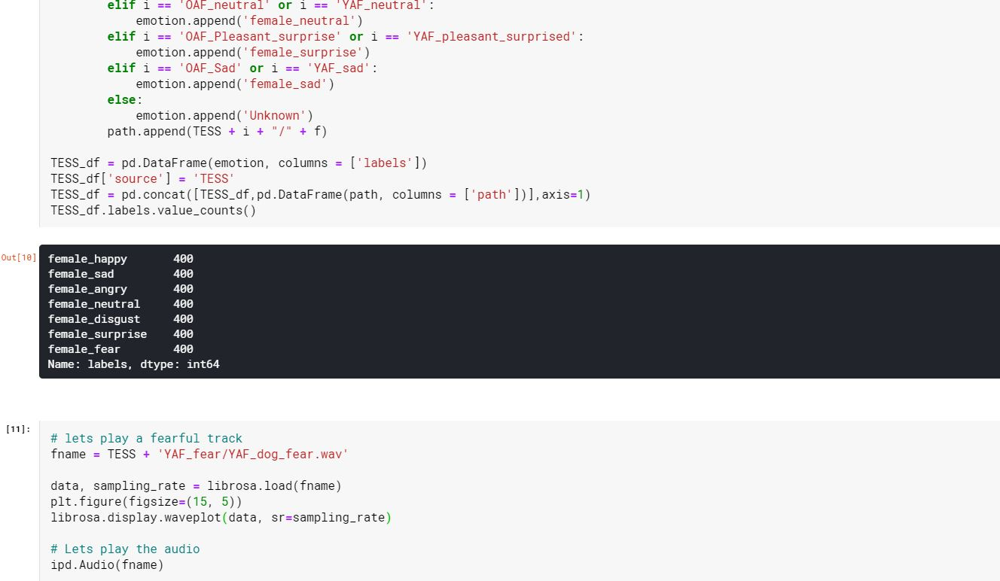 elif i == 'OAF_neutral' or i == 'YAF_neutral':
emotion.append('female_neutral')
elif i == 'OAF_Pleasant_surprise' or i == 'YAF_pleasant_surprised':
emotion.append('female_surprise')
elif i == 'OAF_Sad' or i == 'YAF_sad':
emotion.append('female_sad')
else:
emotion.append('Unknown')
path.append(TESS + i + "/" + f)
TESS_df = pd.DataFrame(emotion, columns = ['labels'])
TESS_df['source'] = 'TESS'
TESS_df = pd.concat([TESS_df,pd.DataFrame(path, columns = ['path'])],axis=1)
TESS_df.labels.value_counts()
Out[10]
female_happy 400
female_sad 400
female_angry 400
female_neutral 400
female_disgust 400
female_surprise 400
female_fear 400
Name: labels, dtype: int64
[11]:
# lets play a fearful track
fname = TESS + 'YAF_fear/YAF_dog_fear.wav'
data, sampling_rate = librosa.load(fname)
plt.figure(figsize=(15, 5))
librosa.display.waveplot(data, sr=sampling_rate)
# Lets play the audio
ipd.Audio(fname)